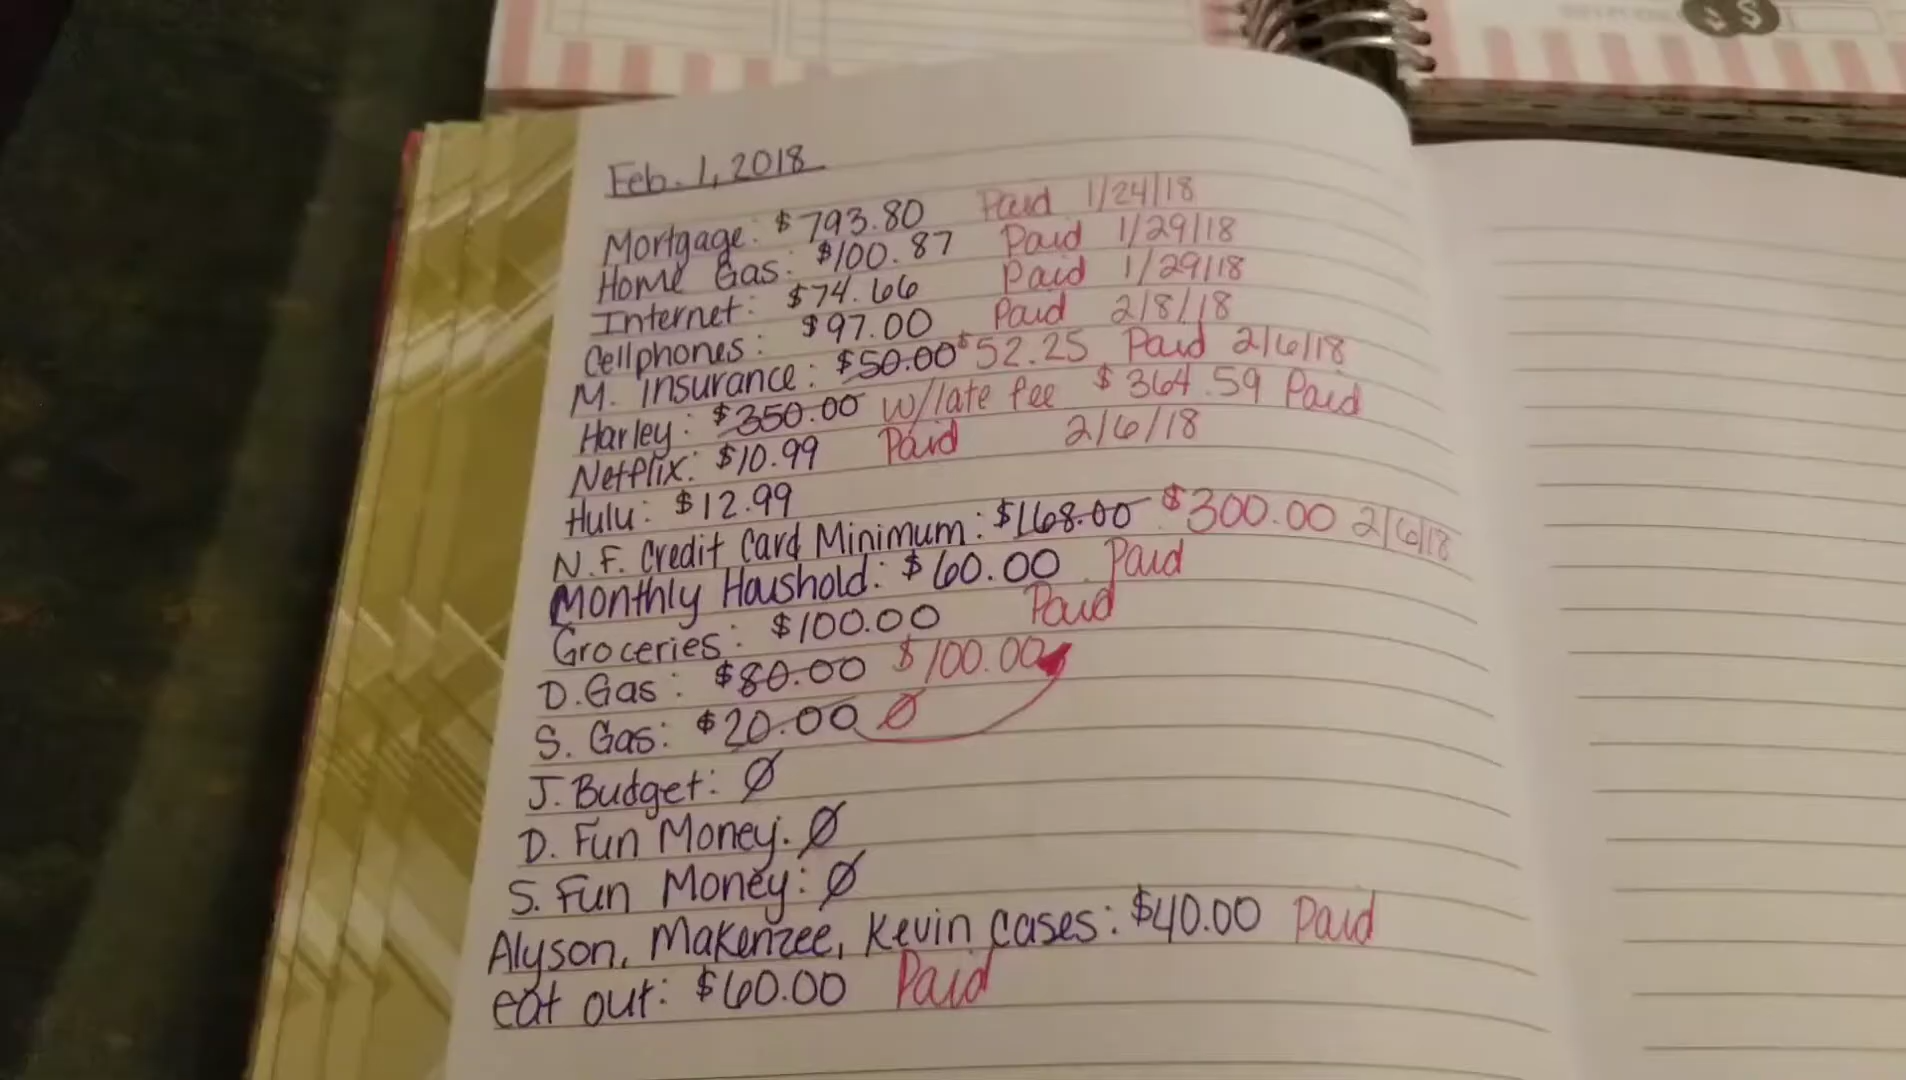 Feb. 1, 2018
Mortgage: $793.80 Paid 1/24/18
Home Gas: $100.87 Paid 1/29/18
Internet: $74.66 Paid 1/29/18
Cellphones: $97.00 Paid 2/8/18
M. Insurance: $50.00 $52.25 Paid 2/6/18
Harley: $350.00 w/late fee $364.59 Paid
Netflix: $10.99 Paid 2/6/18
Hulu: $12.99
N.F. Credit Card Minimum: $168.00 $300.00 2/6/18
Monthly Haushold: $60.00 Paid
Groceries: $100.00 Paid
D. Gas: $80.00 $100.00
S. Gas: $20.00 Ø
J. Budget: Ø
D. Fun Money: Ø
S. Fun Money: Ø
Alyson, Makenzee, Kevin cases: $40.00 Paid
eat out: $60.00 Paid